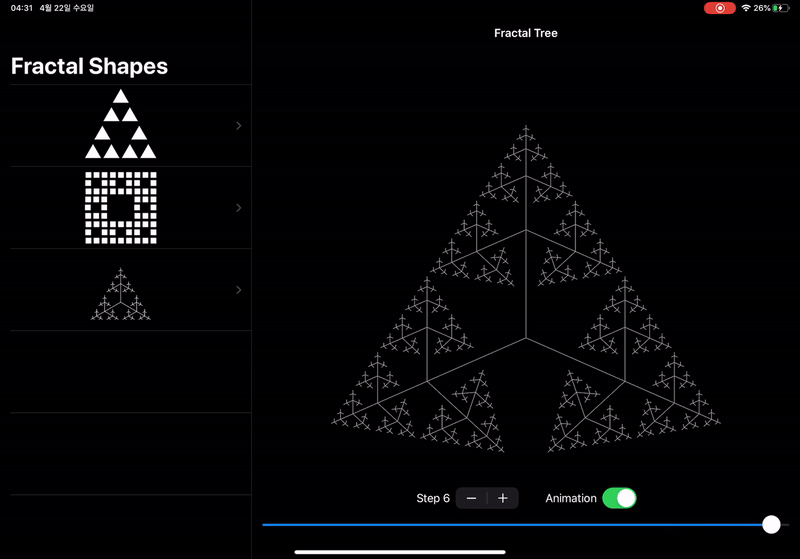 04:31 4월 22일 수요일
26%
Fractal Tree
Fractal Shapes
Step 6
Animation